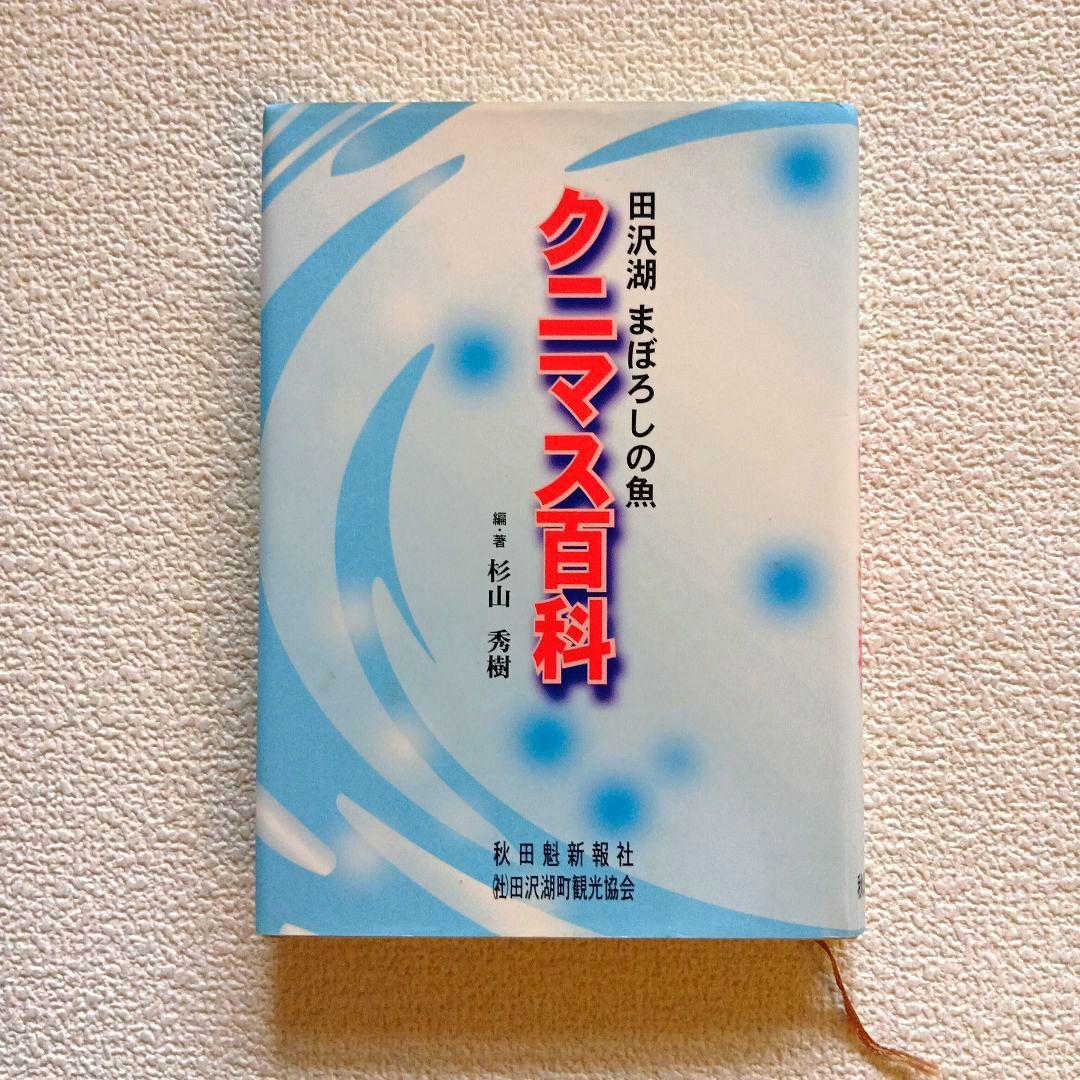 田沢湖 まぼろしの魚
クニマス百科
編・著 杉山 秀樹
秋田魁新報社
㈳田沢湖町観光協会